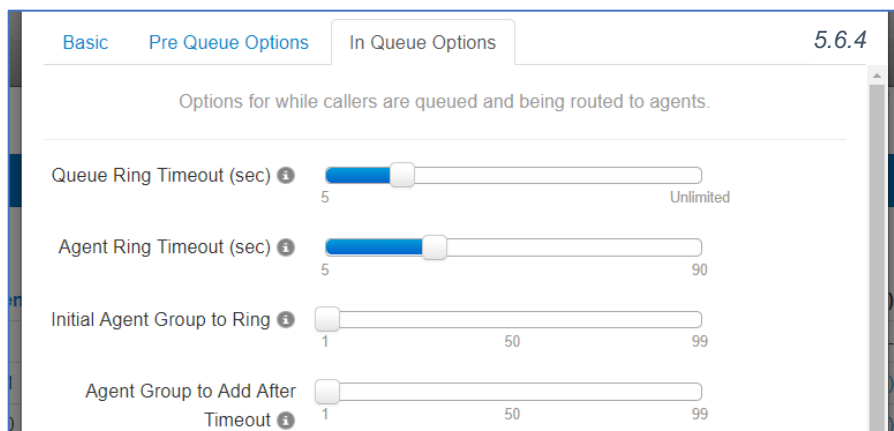 Basic Pre Queue Options In Queue Options 5.6.4
Options for while callers are queued and being routed to agents.
Queue Ring Timeout (sec)
5 Unlimited
Agent Ring Timeout (sec)
5 90
Initial Agent Group to Ring
1 50 99
Agent Group to Add After
Timeout
1 50 99